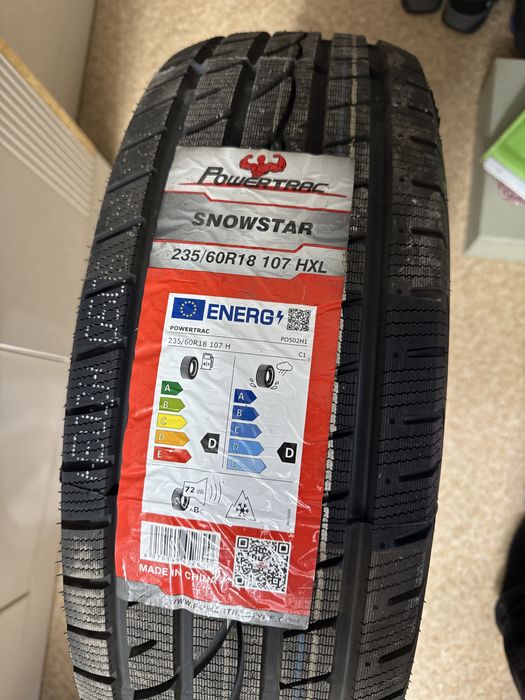 POWERTRAC
SNOWSTAR
235/60R18 107 HXL
ENERG
POWERTRAC
PO502H1
235/60R18 107 H
C1
A
B
C
D
E
D
A
B
C
D
E
D
72 dB
MADE IN CHINA